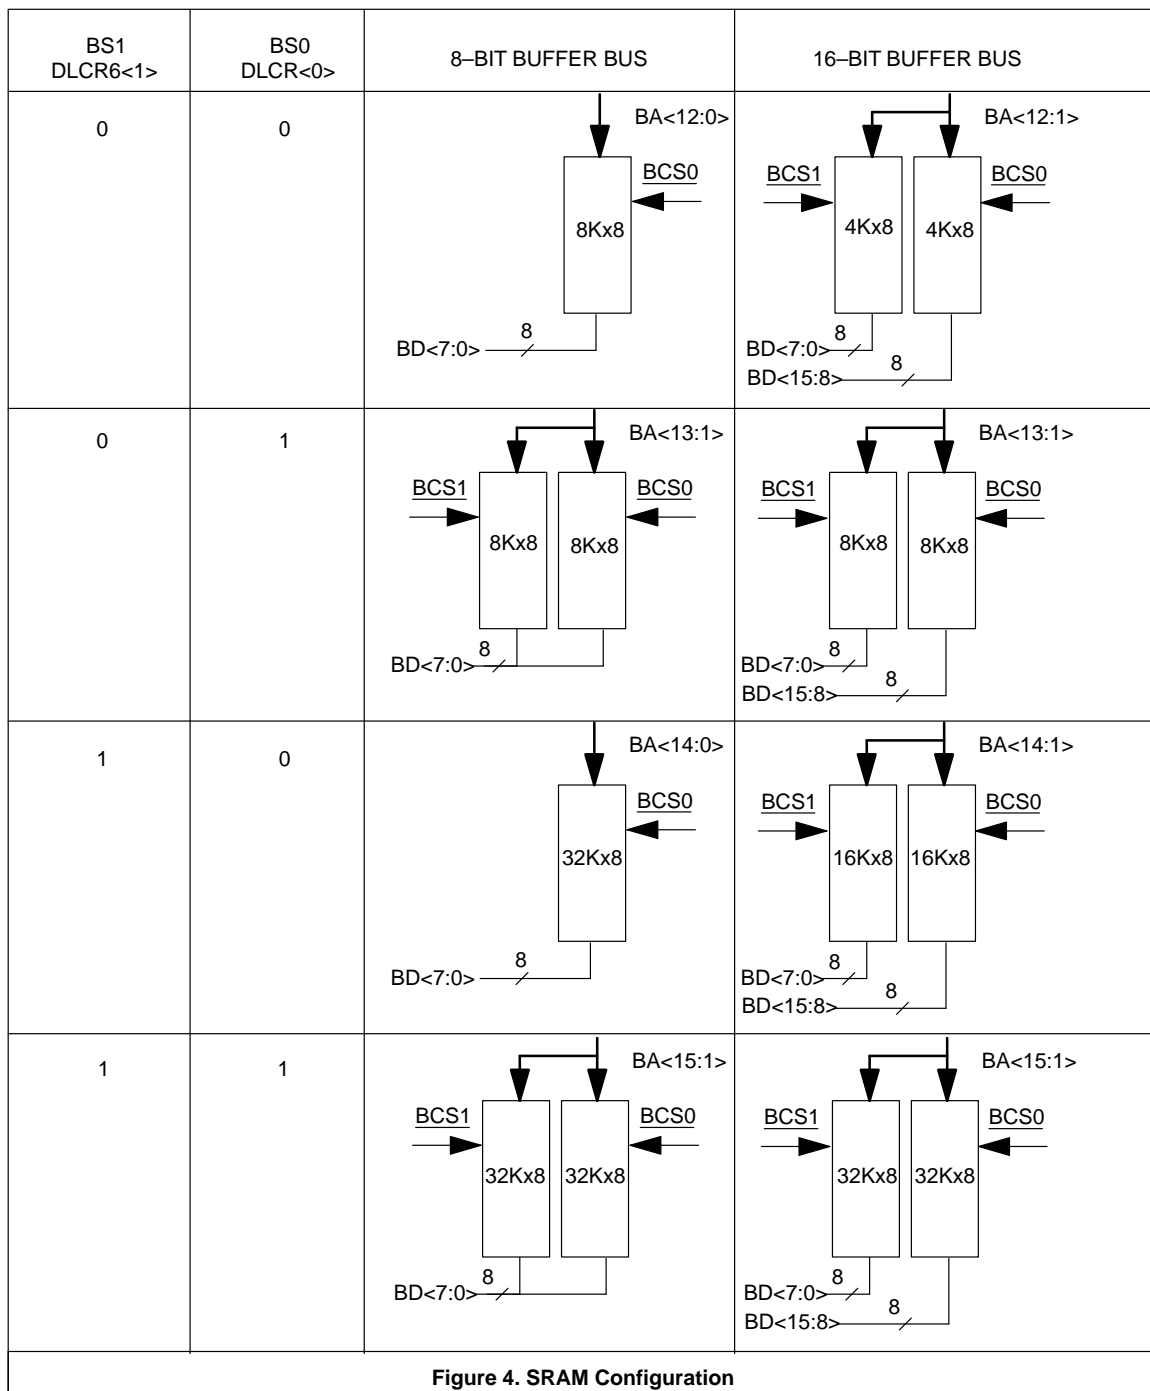 BS1
DLCR6<1>
BS0
DLCR<0>
8–BIT BUFFER BUS
16–BIT BUFFER BUS
0
0
BA<12:0>
BCS0
8Kx8
8
BD<7:0>
BA<12:1>
BCS1
BCS0
4Kx8
4Kx8
8
BD<7:0>
8
BD<15:8>
0
1
BA<13:1>
BCS1
BCS0
8Kx8
8Kx8
8
BD<7:0>
BA<13:1>
BCS1
BCS0
8Kx8
8Kx8
8
BD<7:0>
8
BD<15:8>
1
0
BA<14:0>
BCS0
32Kx8
8
BD<7:0>
BA<14:1>
BCS1
BCS0
16Kx8
16Kx8
8
BD<7:0>
8
BD<15:8>
1
1
BA<15:1>
BCS1
BCS0
32Kx8
32Kx8
8
BD<7:0>
BA<15:1>
BCS1
BCS0
32Kx8
32Kx8
8
BD<7:0>
8
BD<15:8>
Figure 4. SRAM Configuration